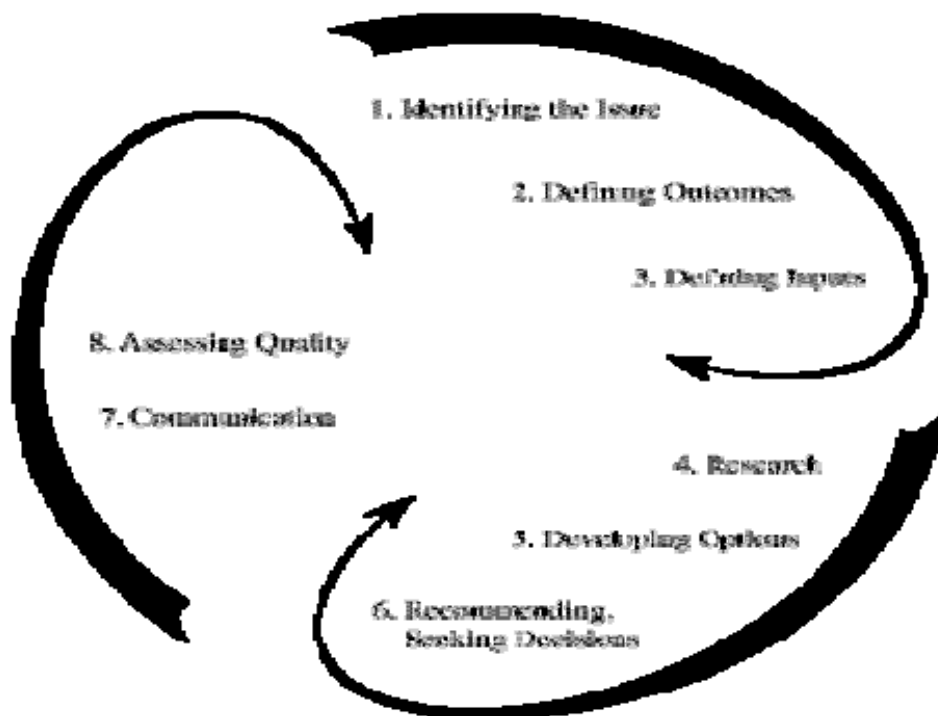 1. Identifying the Issue
2. Defining Outcomes
3. Defining Inputs
8. Assessing Quality
7. Communication
4. Research
5. Developing Options
6. Recommending,
Seeking Decisions